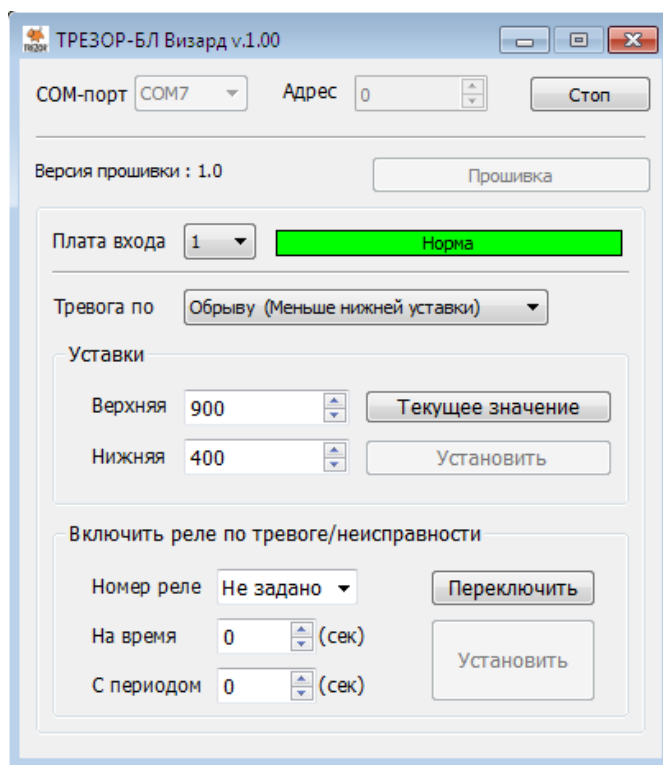 ТРЕЗОР-БЛ Визард v.1.00
COM-порт COM7 Адрес 0 Стоп
Версия прошивки : 1.0 Прошивка
Плата входа 1 Норма
Тревога по Обрыву (Меньше нижней уставки)
Уставки
Верхняя 900 Текущее значение
Нижняя 400 Установить
Включить реле по тревоге/неисправности
Номер реле Не задано Переключить
На время 0 (сек)
Установить
С периодом 0 (сек)